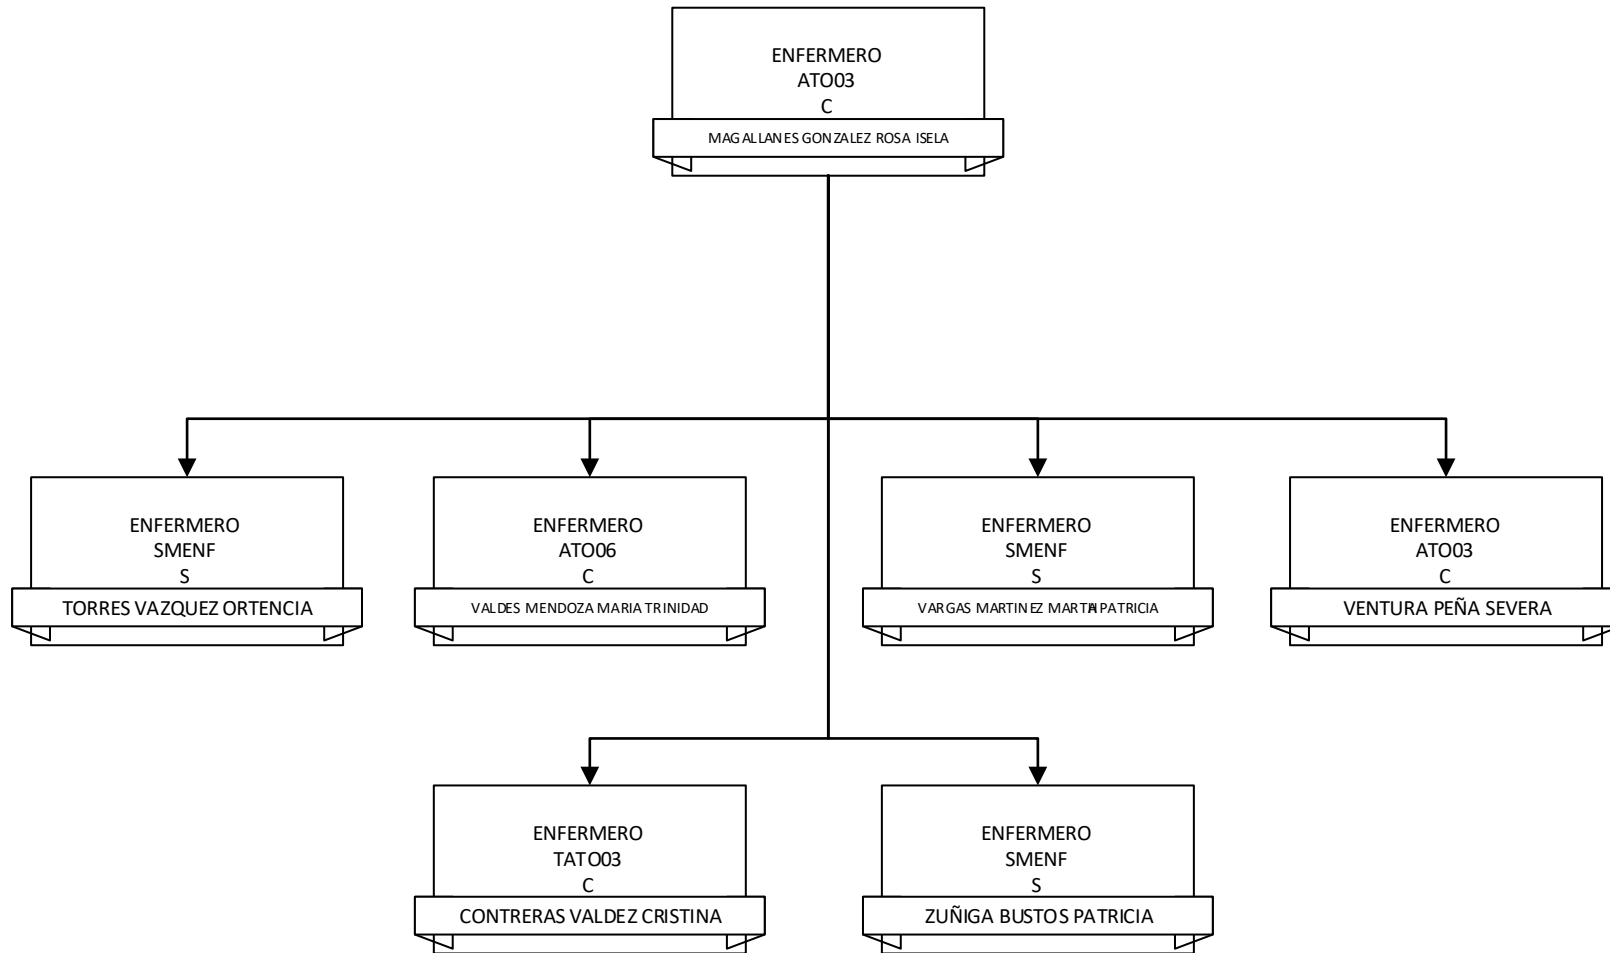 ENFERMERO
ATO03
C
MAGALLANES GONZALEZ ROSA ISELA
ENFERMERO
SMENF
S
TORRES VAZQUEZ ORTENCIA
ENFERMERO
ATO06
C
VALDES MENDOZA MARIA TRINIDAD
ENFERMERO
SMENF
S
VARGAS MARTINEZ MARTHA PATRICIA
ENFERMERO
ATO03
C
VENTURA PEÑA SEVERA
ENFERMERO
TATO03
C
CONTRERAS VALDEZ CRISTINA
ENFERMERO
SMENF
S
ZUÑIGA BUSTOS PATRICIA